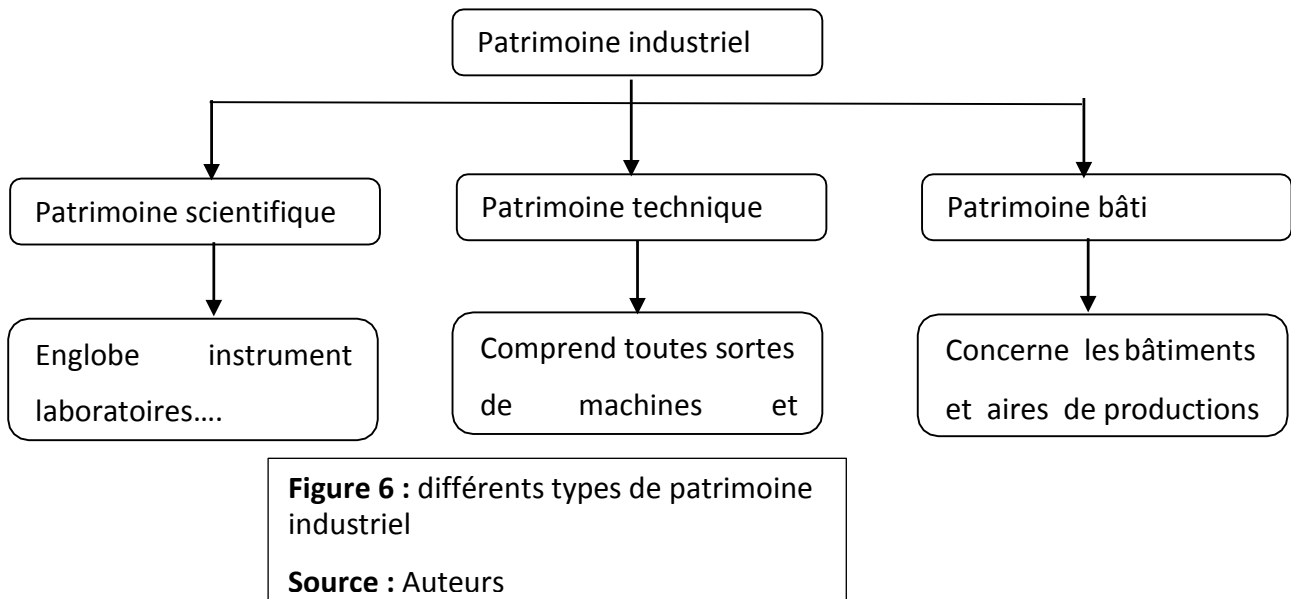 Patrimoine industriel
Patrimoine scientifique
Patrimoine technique
Patrimoine bâti
Englobe instrument
laboratoires....
Comprend toutes sortes
de machines et
Concerne les bâtiments
et aires de productions
Figure 6 : différents types de patrimoine
industriel
Source : Auteurs